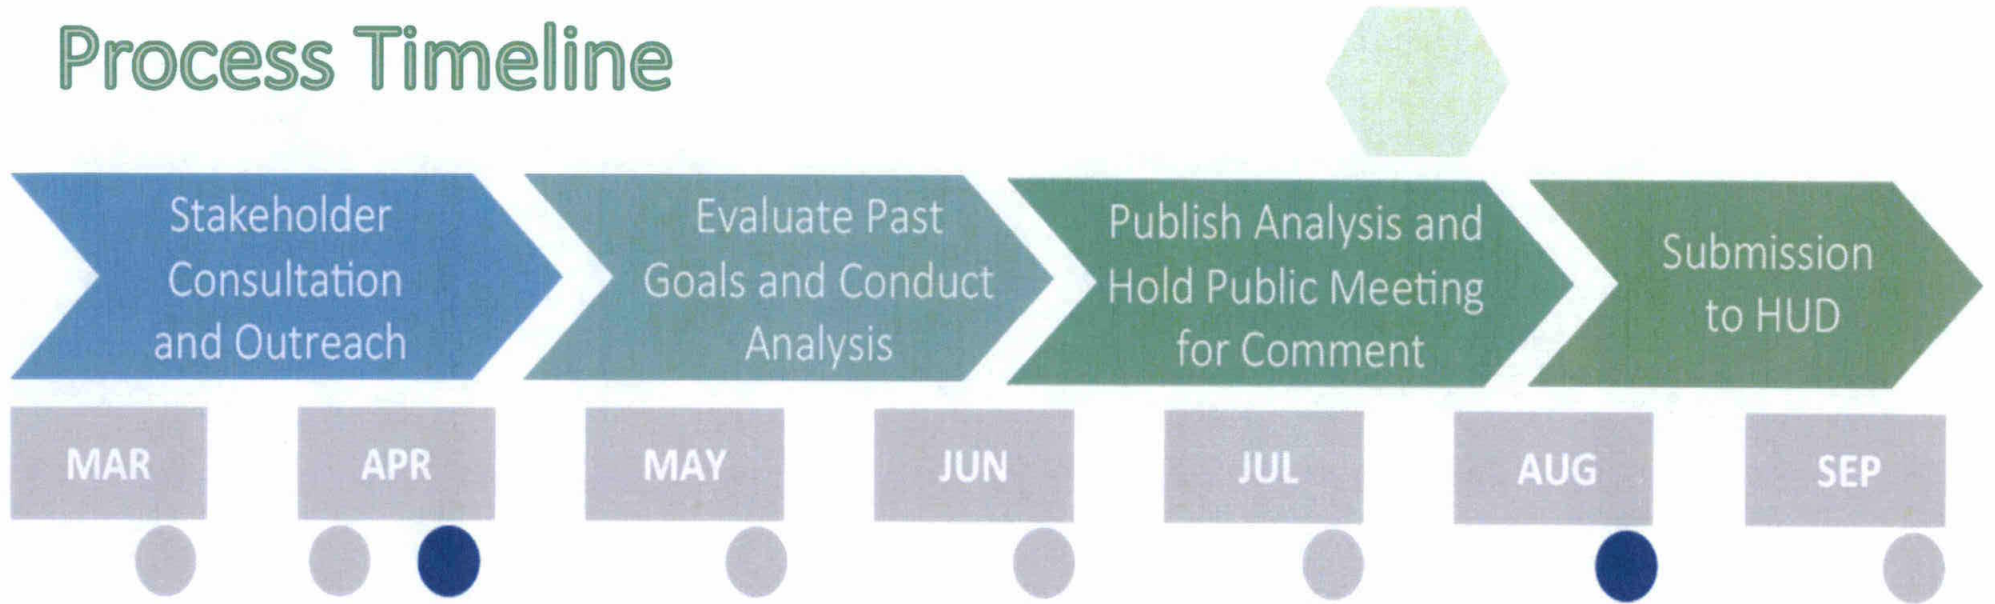 Process Timeline
Stakeholder
Consultation
and Outreach
Evaluate Past
Goals and Conduct
Analysis
Publish Analysis and
Hold Public Meeting
for Comment
Submission
to HUD
MAR
APR
MAY
JUN
JUL
AUG
SEP